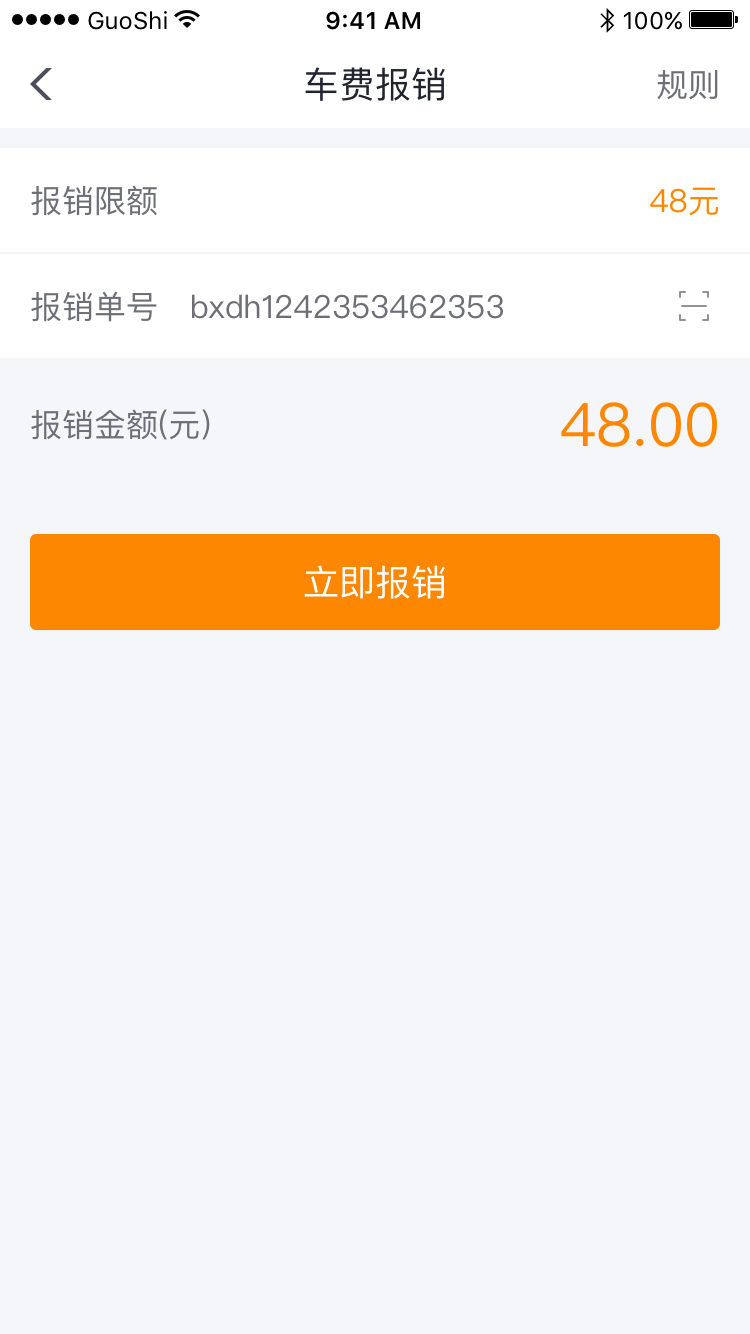 GuoShi 9:41 AM 100%
车费报销 规则
报销限额 48元
报销单号 bxdh1242353462353
报销金额(元) 48.00
立即报销